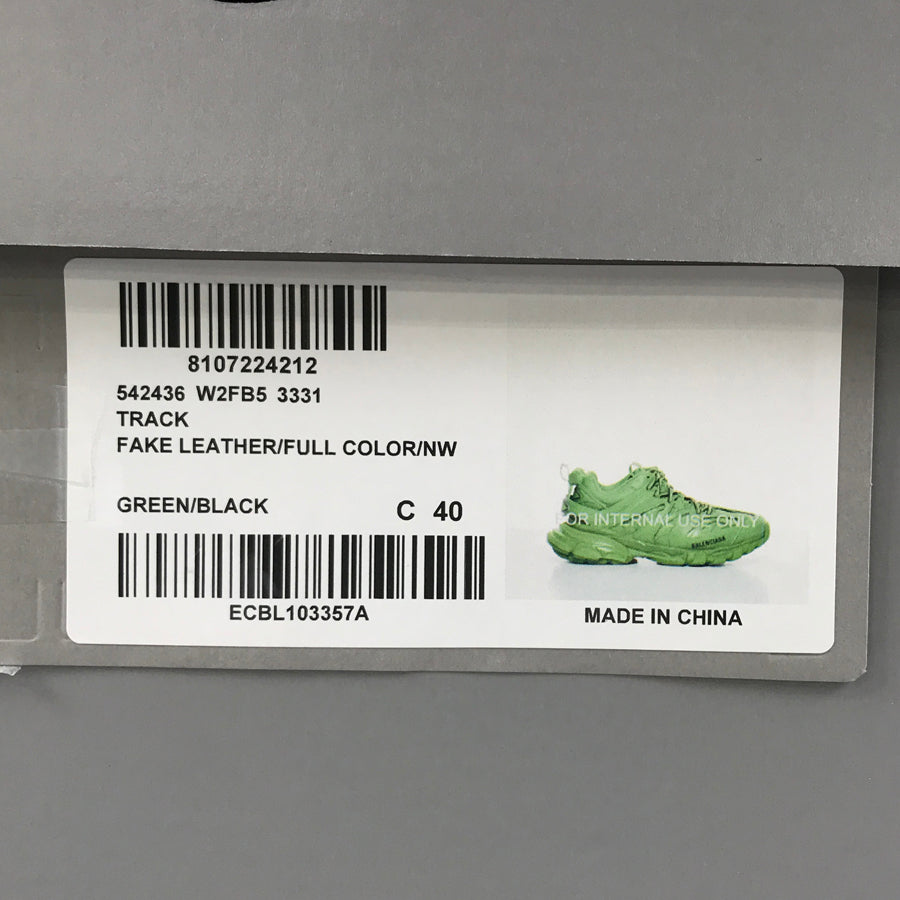 8107224212
542436 W2FB5 3331
TRACK
FAKE LEATHER/FULL COLOR/NW
GREEN/BLACK C 40
ECBL103357A
FOR INTERNAL USE ONLY
BALENCIAGA
MADE IN CHINA